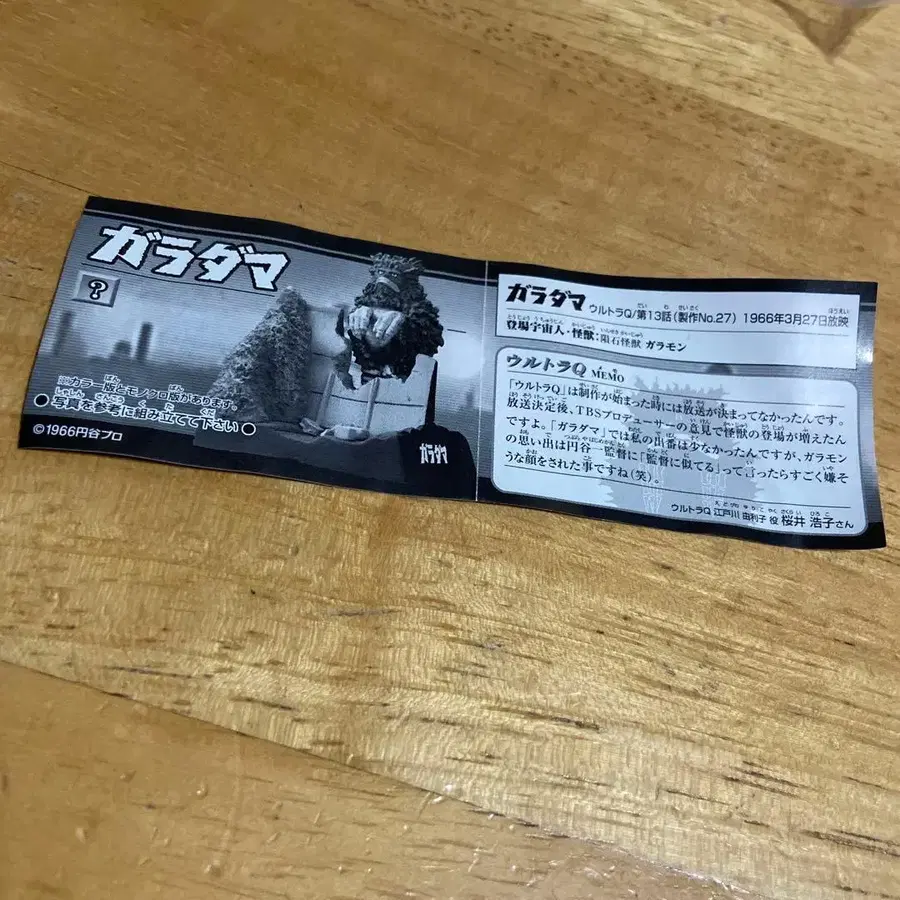 ガラダマ
?
※カラー版とモノクロ版があります。
●写真を参考に組み立てて下さい●
©1966円谷プロ
ガラダマ
ガラダマ ウルトラQ/第13話(製作No.27) 1966年3月27日放映
登場宇宙人・怪獣:隕石怪獣 ガラモン
ウルトラQ MEMO
「ウルトラQ」は制作が始まった時には放送が決まってなかったんです。
放送決定後、TBSプロデューサーの意見で怪獣の登場が増えたん
ですよ。「ガラダマ」では私の出番は少なかったんですが、ガラモン
の思い出は円谷一監督に「監督に似てる」って言ったらすごく嫌そ
うな顔をされた事ですね(笑)。
ウルトラQ 江戸川 由利子 役 桜井 浩子さん